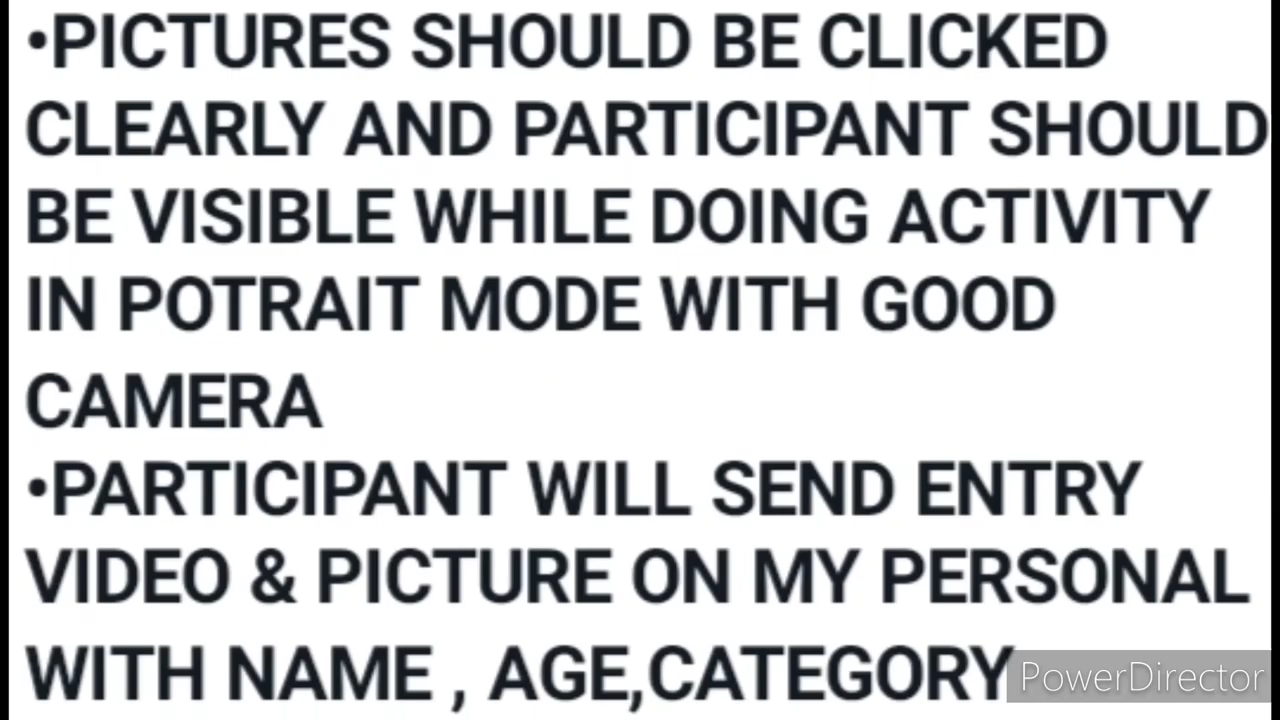 •PICTURES SHOULD BE CLICKED
CLEARLY AND PARTICIPANT SHOULD
BE VISIBLE WHILE DOING ACTIVITY
IN POTRAIT MODE WITH GOOD
CAMERA
•PARTICIPANT WILL SEND ENTRY
VIDEO & PICTURE ON MY PERSONAL
WITH NAME , AGE,CATEGORY
PowerDirector